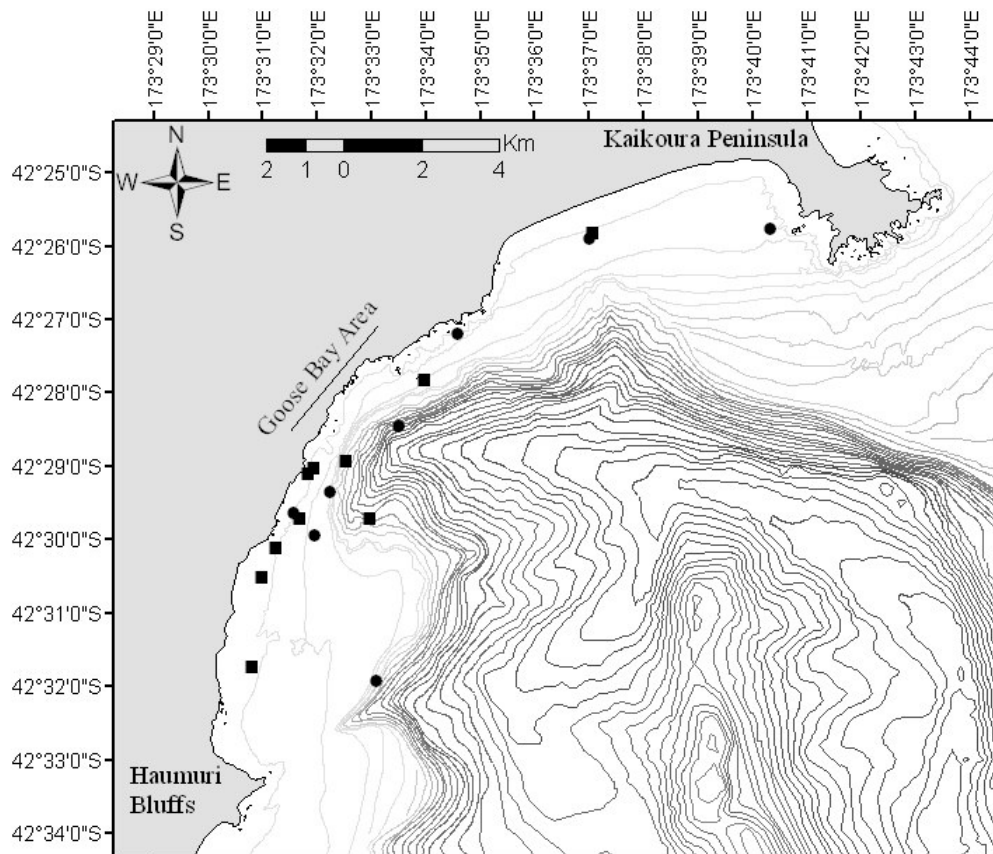 173°29'0"E
173°30'0"E
173°31'0"E
173°32'0"E
173°33'0"E
173°34'0"E
173°35'0"E
173°36'0"E
173°37'0"E
173°38'0"E
173°39'0"E
173°40'0"E
173°41'0"E
173°42'0"E
173°43'0"E
173°44'0"E
N
W E
S
Km
2 1 0 2 4
Kaikoura Peninsula
42°25'0"S
42°26'0"S
42°27'0"S
42°28'0"S
42°29'0"S
42°30'0"S
42°31'0"S
42°32'0"S
42°33'0"S
42°34'0"S
Goose Bay Area
Haumuri
Bluffs